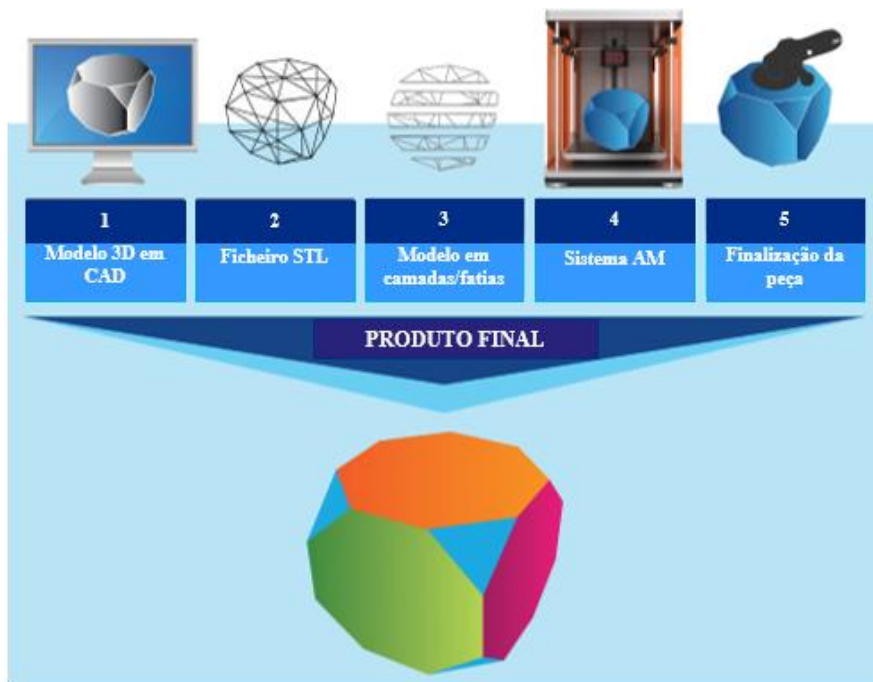 1
Modelo 3D em
CAD
2
Ficheiro STL
3
Modelo em
camadas/fatias
4
Sistema AM
5
Finalização da
peça
PRODUTO FINAL